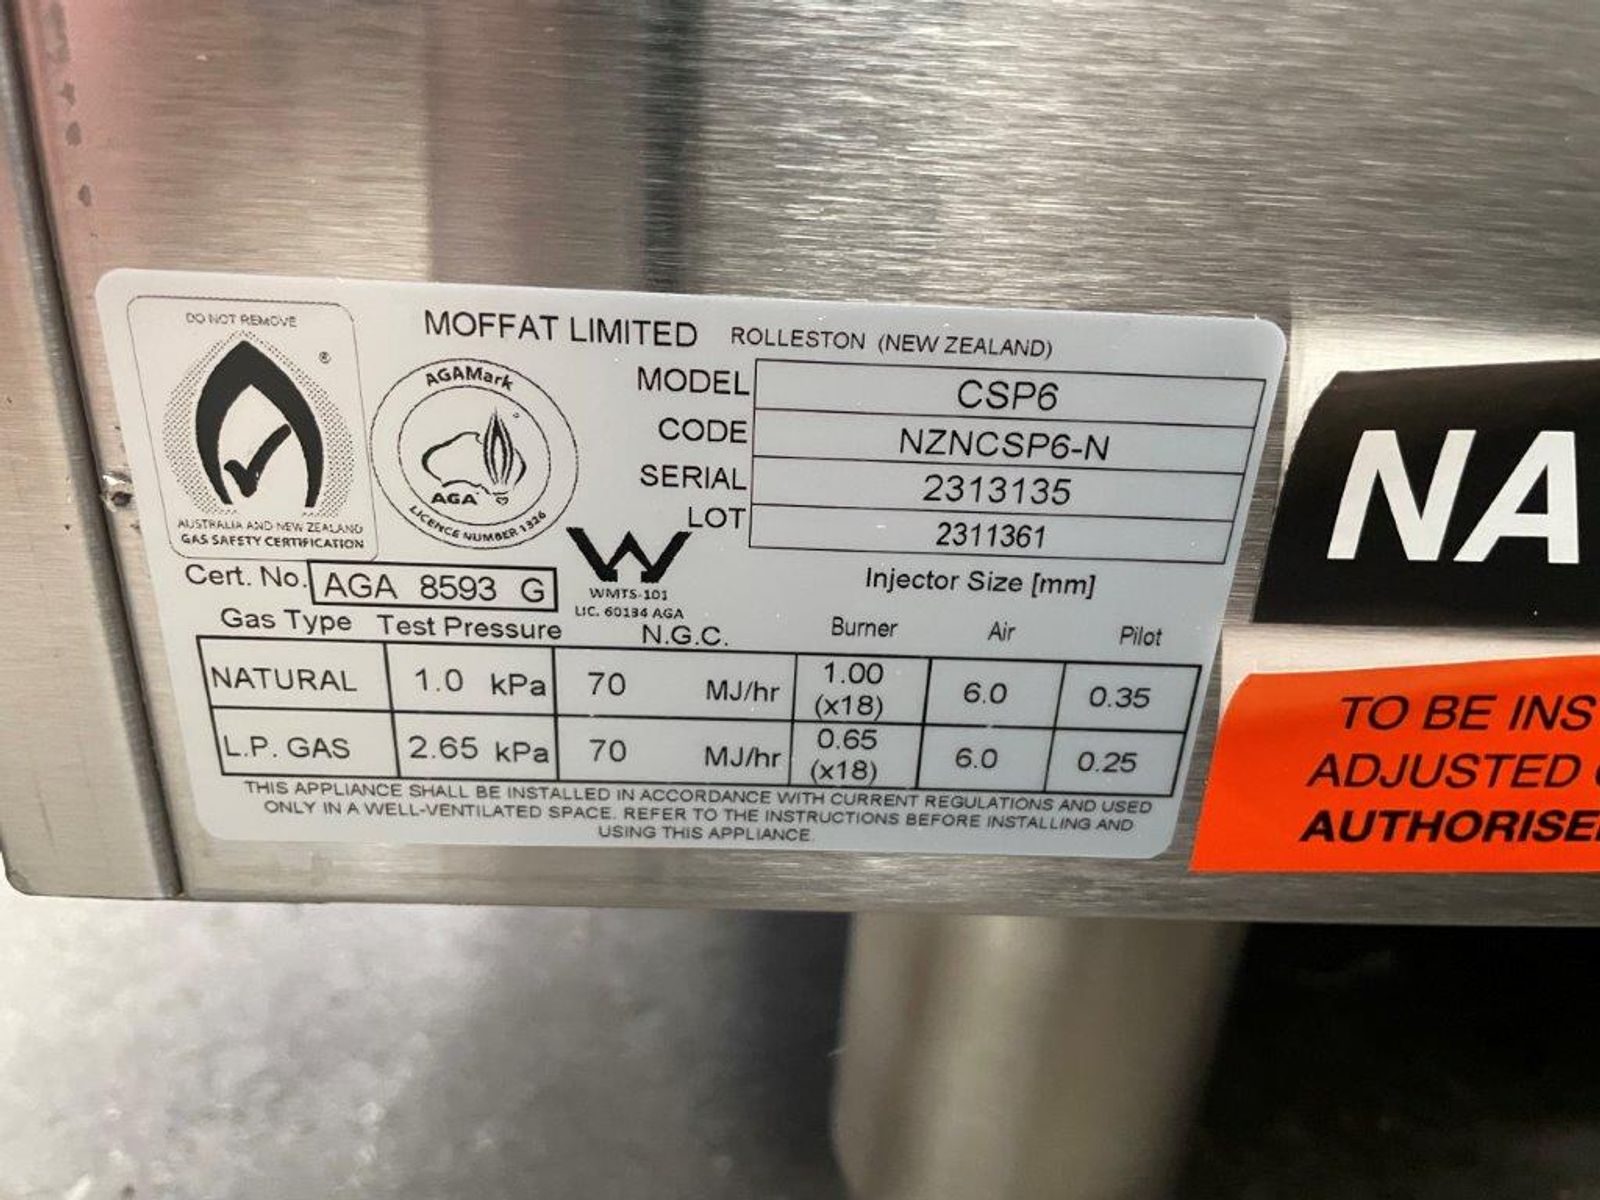 DO NOT REMOVE
®
AUSTRALIA AND NEW ZEALAND
GAS SAFETY CERTIFICATION
AGAMark
AGA
LICENCE NUMBER 1326
MOFFAT LIMITED ROLLESTON (NEW ZEALAND)
MODEL CSP6
CODE NZNCSP6-N
SERIAL 2313135
LOT 2311361
WMTS-101
LIC. 60134 AGA
Cert. No. AGA 8593 G
Injector Size [mm]
Gas Type Test Pressure N.G.C. Burner Air Pilot
NATURAL 1.0 kPa 70 MJ/hr 1.00 (x18) 6.0 0.35
L.P. GAS 2.65 kPa 70 MJ/hr 0.65 (x18) 6.0 0.25
THIS APPLIANCE SHALL BE INSTALLED IN ACCORDANCE WITH CURRENT REGULATIONS AND USED
ONLY IN A WELL-VENTILATED SPACE. REFER TO THE INSTRUCTIONS BEFORE INSTALLING AND
USING THIS APPLIANCE.
NA
TO BE INS
ADJUSTED
AUTHORISE